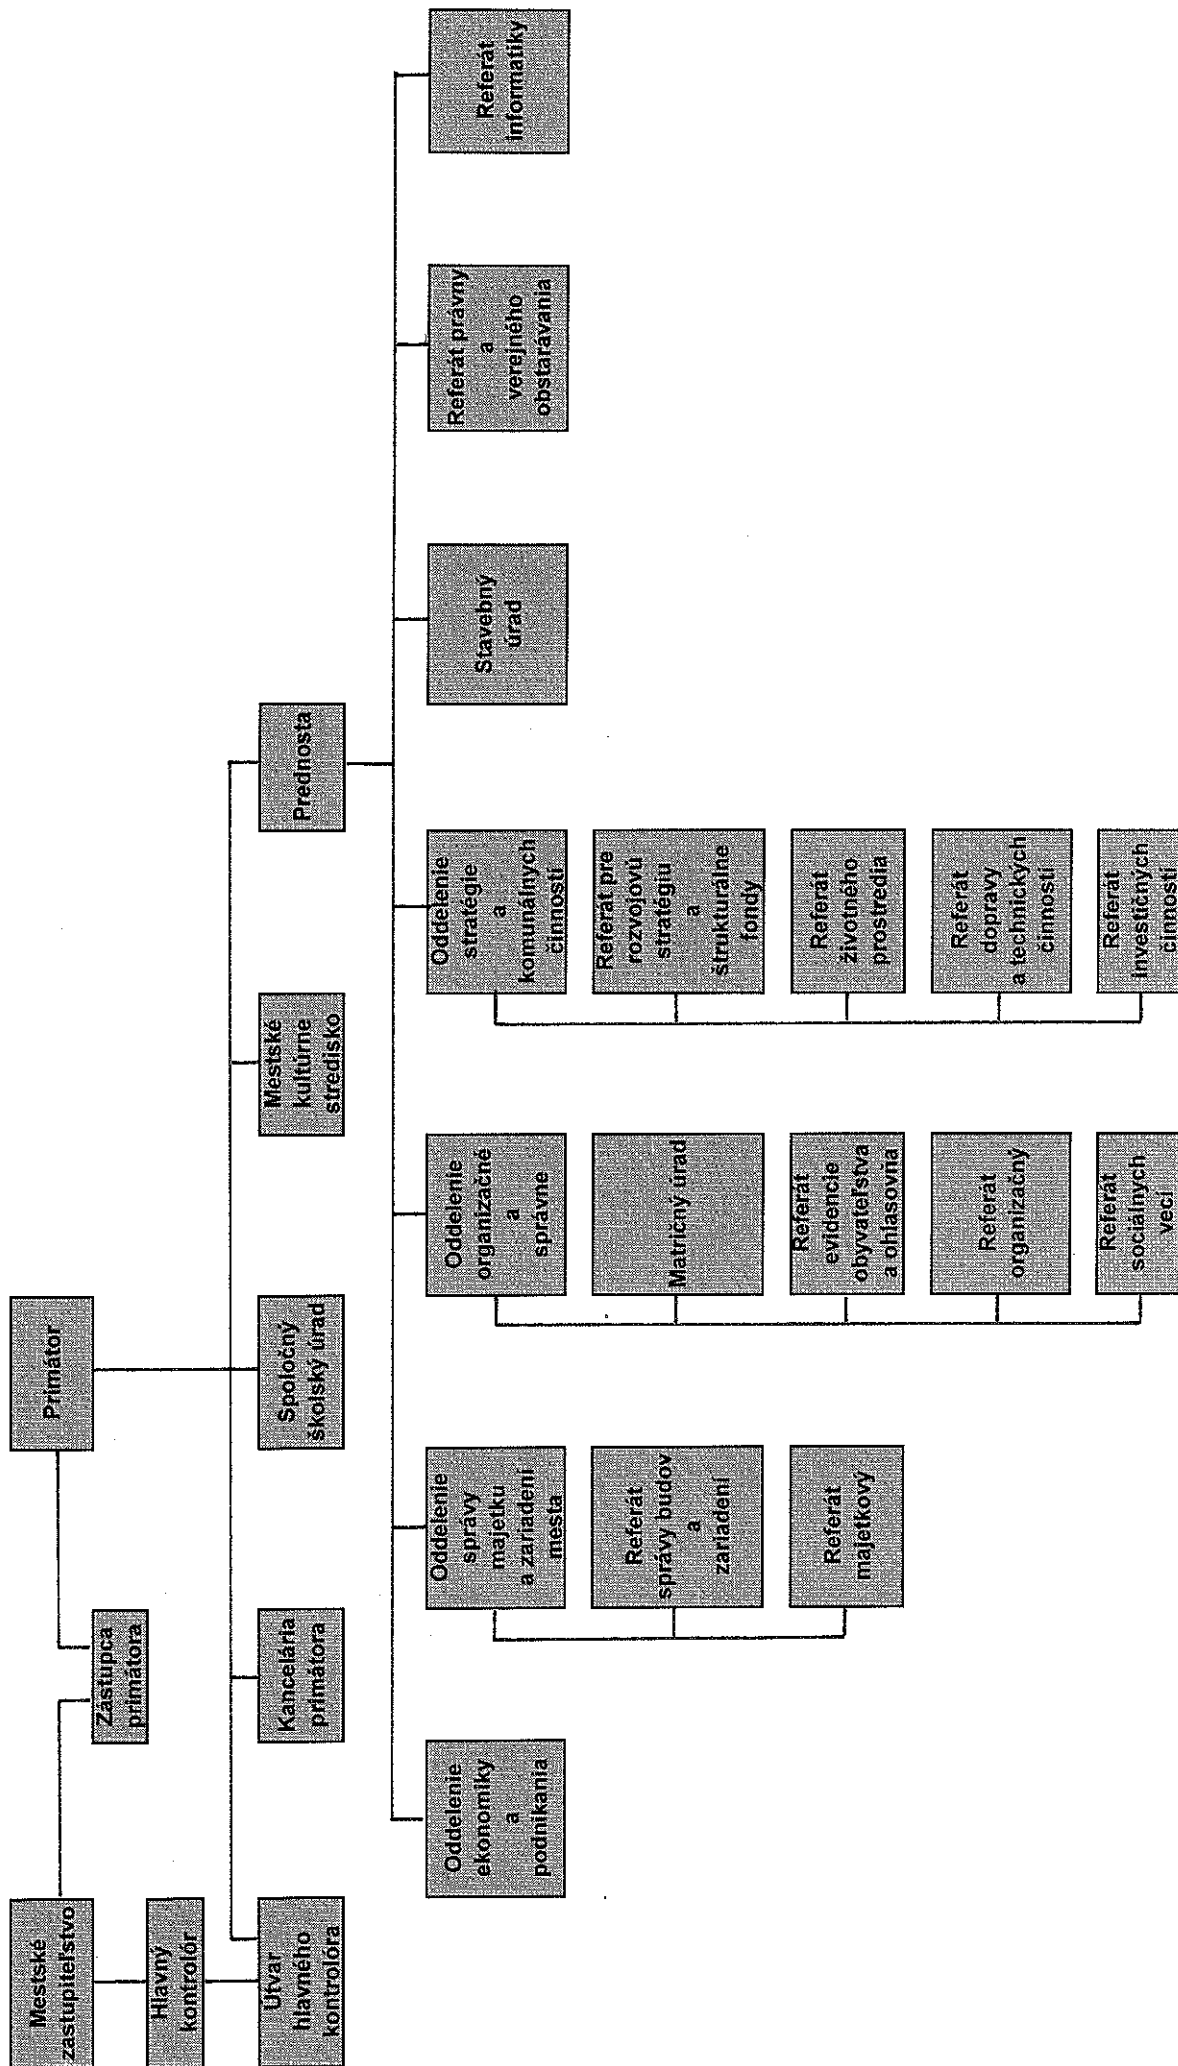 Mestské
zastupiteľstvo
Primátor
Zástupca
primátora
Hlavný
kontrolór
Útvar
hlavného
kontrolóra
Kancelária
primátora
Spoločný
školský úrad
Mestské
kultúrne
stredisko
Prednosta
Oddelenie
ekonomiky
a
podnikania
Oddelenie
správy
majetku
a zariadení
mesta
Oddelenie
organizačné
a
správne
Oddelenie
stratégie
a
komunálnych
činností
Stavebný
úrad
Referát právny
a
verejného
obstarávania
Referát
informatiky
Referát
správy budov
a
zariadení
Matričný úrad
Referát pre
rozvojovú
stratégiu
a
štrukturálne
fondy
Referát
majetkový
Referát
evidencie
obyvateľstva
a ohlasovňa
Referát
životného
prostredia
Referát
organizačný
Referát
dopravy
a technických
činností
Referát
sociálnych
vecí
Referát
investičných
činností